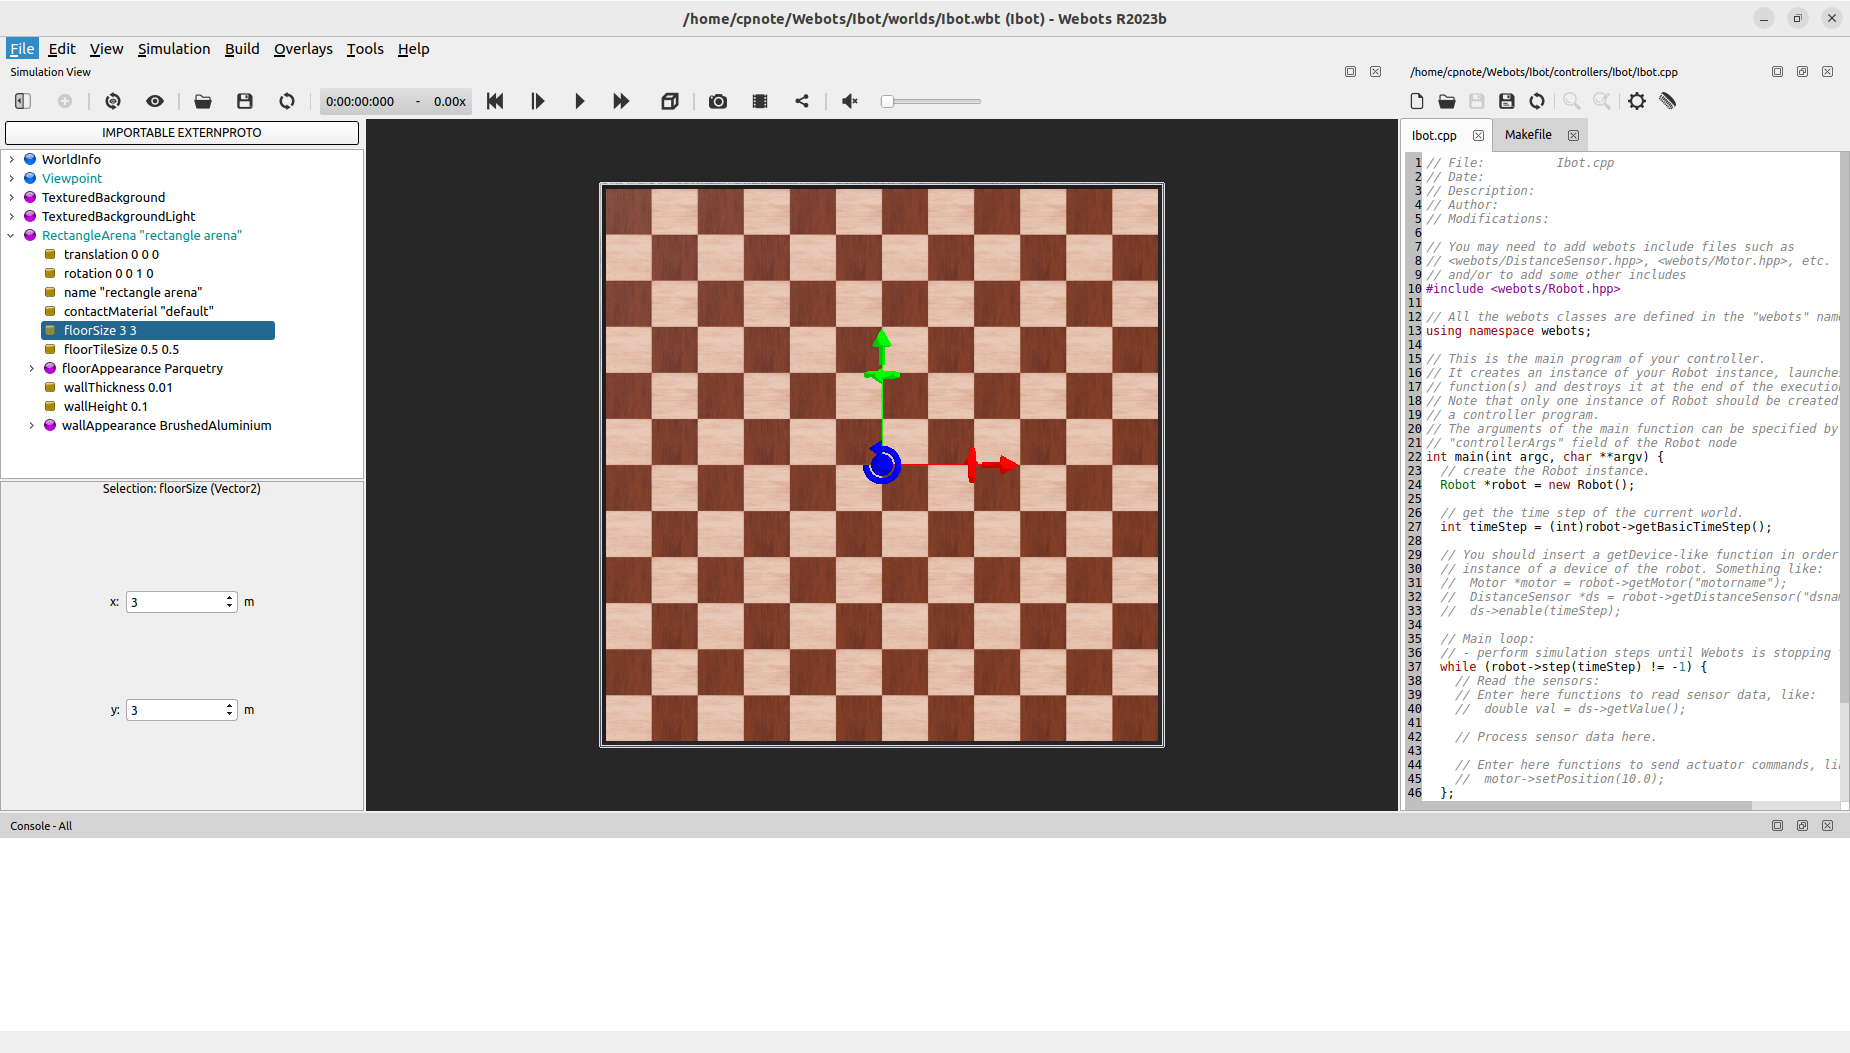 /home/cpnote/Webots/Ibot/worlds/Ibot.wbt (Ibot) - Webots R2023b
File Edit View Simulation Build Overlays Tools Help
Simulation View
0:00:00:000 - 0.00x
IMPORTABLE EXTERNPROTO
WorldInfo
Viewpoint
TexturedBackground
TexturedBackgroundLight
RectangleArena "rectangle arena"
translation 0 0 0
rotation 0 0 1 0
name "rectangle arena"
contactMaterial "default"
floorSize 3 3
floorTileSize 0.5 0.5
floorAppearance Parquetry
wallThickness 0.01
wallHeight 0.1
wallAppearance BrushedAluminium
Selection: floorSize (Vector2)
x: 3 m
y: 3 m
/home/cpnote/Webots/Ibot/controllers/Ibot/Ibot.cpp
Ibot.cpp Makefile
1 // File: Ibot.cpp
2 // Date:
3 // Description:
4 // Author:
5 // Modifications:
6
7 // You may need to add webots include files such as
8 // <webots/DistanceSensor.hpp>, <webots/Motor.hpp>, etc.
9 // and/or to add some other includes
10 #include <webots/Robot.hpp>
11
12 // All the webots classes are defined in the "webots"
13 using namespace webots;
14
15 // This is the main program of your controller.
16 // It creates an instance of your Robot instance,
17 // function(s) and destroys it at the end of the
18 // Note that only one instance of Robot should be created
19 // a controller program.
20 // The arguments of the main function can be specified by
21 // "controllerArgs" field of the Robot node
22 int main(int argc, char **argv) {
23 // create the Robot instance.
24 Robot *robot = new Robot();
25
26 // get the time step of the current world.
27 int timeStep = (int)robot->getBasicTimeStep();
28
29 // You should insert a getDevice-like function in order
30 // instance of a device of the robot. Something like:
31 // Motor *motor = robot->getMotor("motorname");
32 // DistanceSensor *ds = robot->getDistanceSensor("dsna
33 // ds->enable(timeStep);
34
35 // Main loop:
36 // - perform simulation steps until Webots is stopping
37 while (robot->step(timeStep) != -1) {
38 // Read the sensors:
39 // Enter here functions to read sensor data, like:
40 // double val = ds->getValue();
41
42 // Process sensor data here.
43
44 // Enter here functions to send actuator commands,
45 // motor->setPosition(10.0);
46 };
Console - All